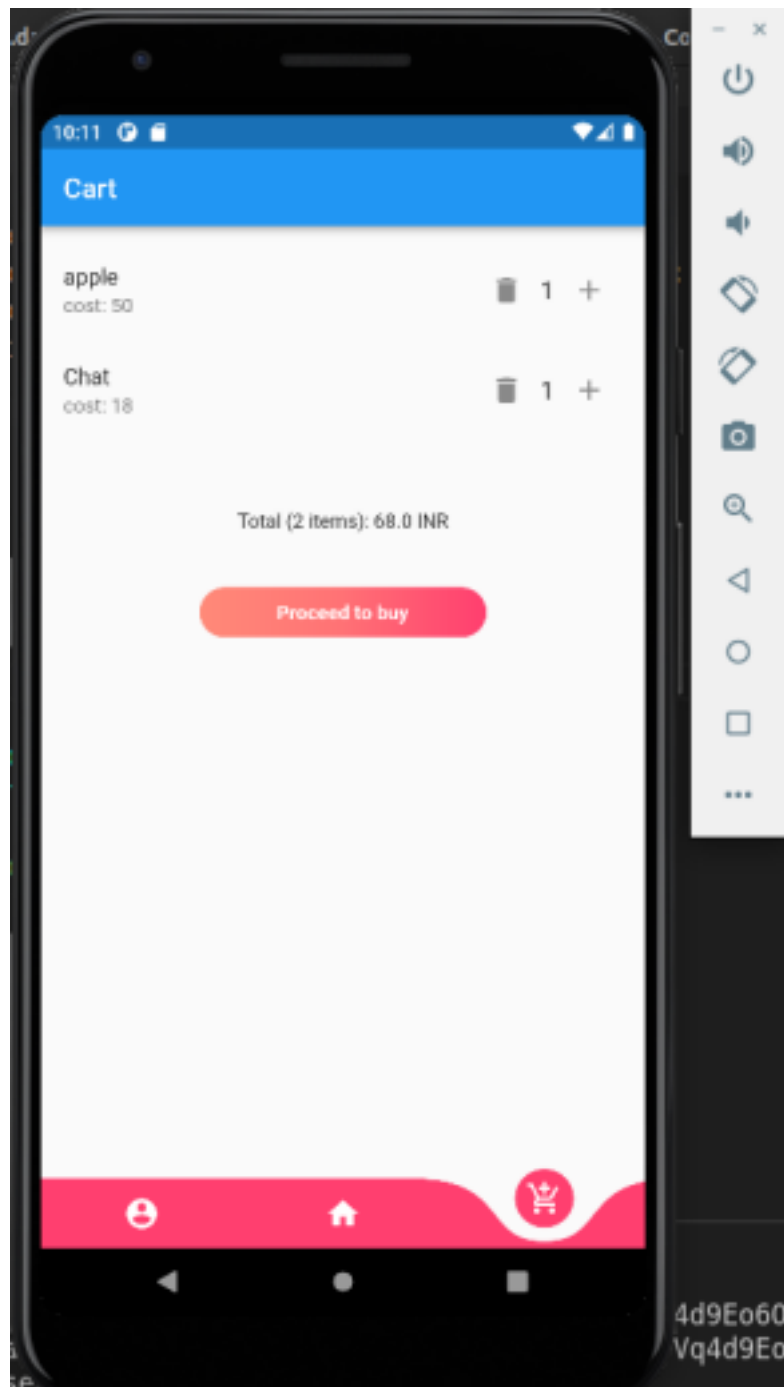 Co
10:11
Cart
apple
cost: 50
1
Chat
cost: 18
1
Total (2 items): 68.0 INR
Proceed to buy
4d9Eo60
Vq4d9Eo